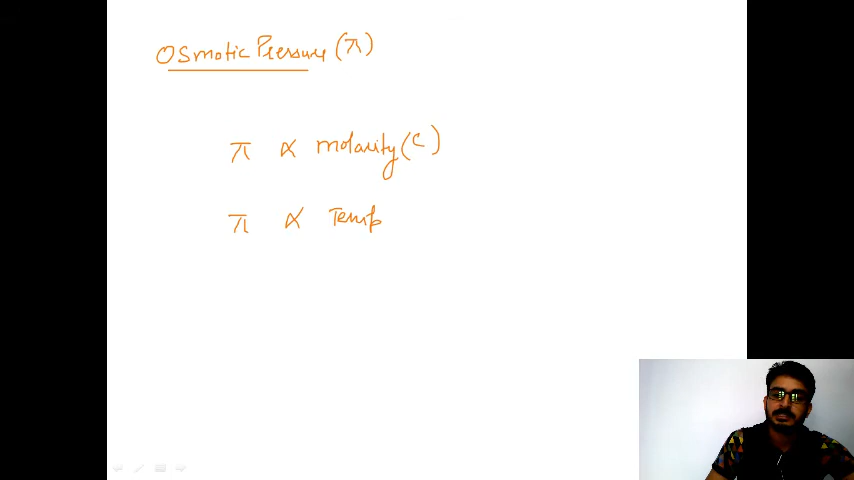 Osmotic Pressure (π)
π ∝ molarity (C)
π ∝ Temp